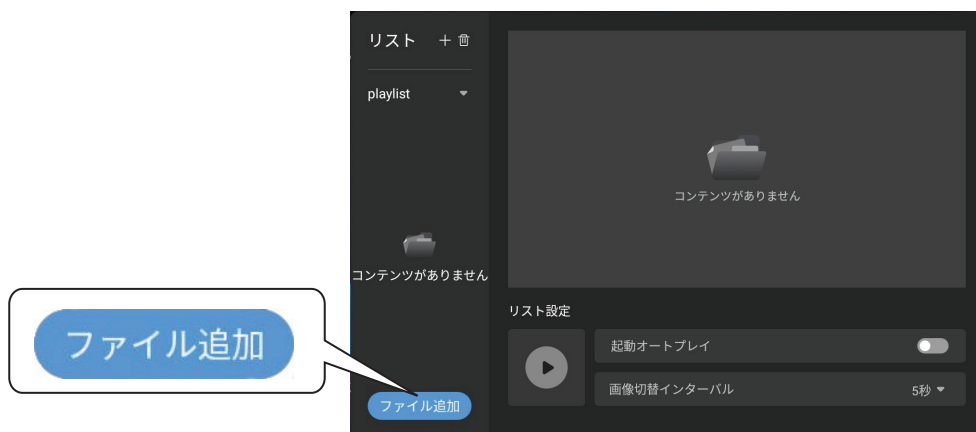 リスト
playlist
コンテンツがありません
ファイル追加
コンテンツがありません
リスト設定
起動オートプレイ
画像切替インターバル 5秒
ファイル追加